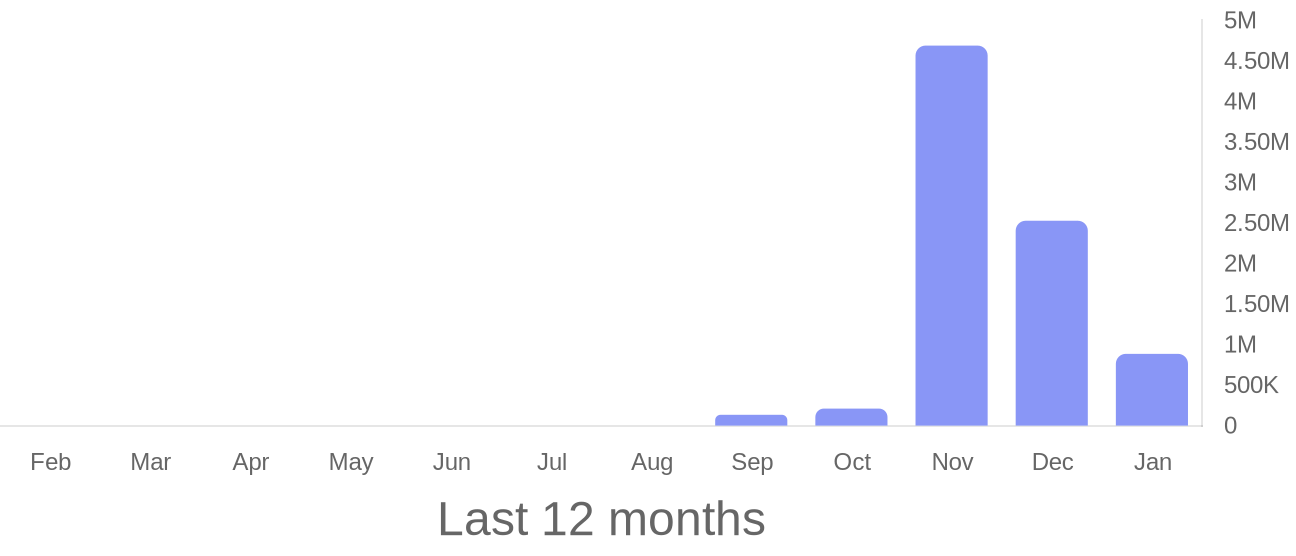 5M
4.50M
4M
3.50M
3M
2.50M
2M
1.50M
1M
500K
0
Feb Mar Apr May Jun Jul Aug Sep Oct Nov Dec Jan
Last 12 months